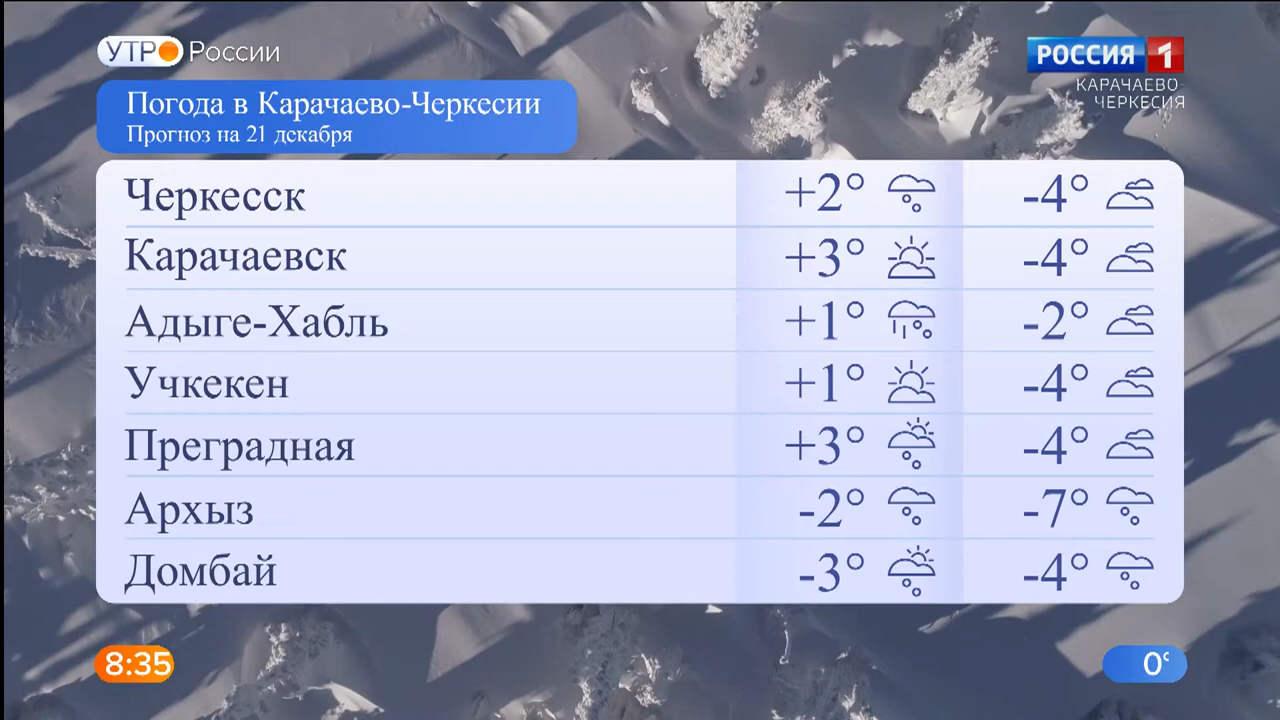 УТРО России
РОССИЯ 1
КАРАЧАЕВО
ЧЕРКЕСИЯ
Погода в Карачаево-Черкесии
Прогноз на 21 декабря
Черкесск +2° -4°
Карачаевск +3° -4°
Адыге-Хабль +1° -2°
Учкекен +1° -4°
Преградная +3° -4°
Архыз -2° -7°
Домбай -3° -4°
8:35
0°